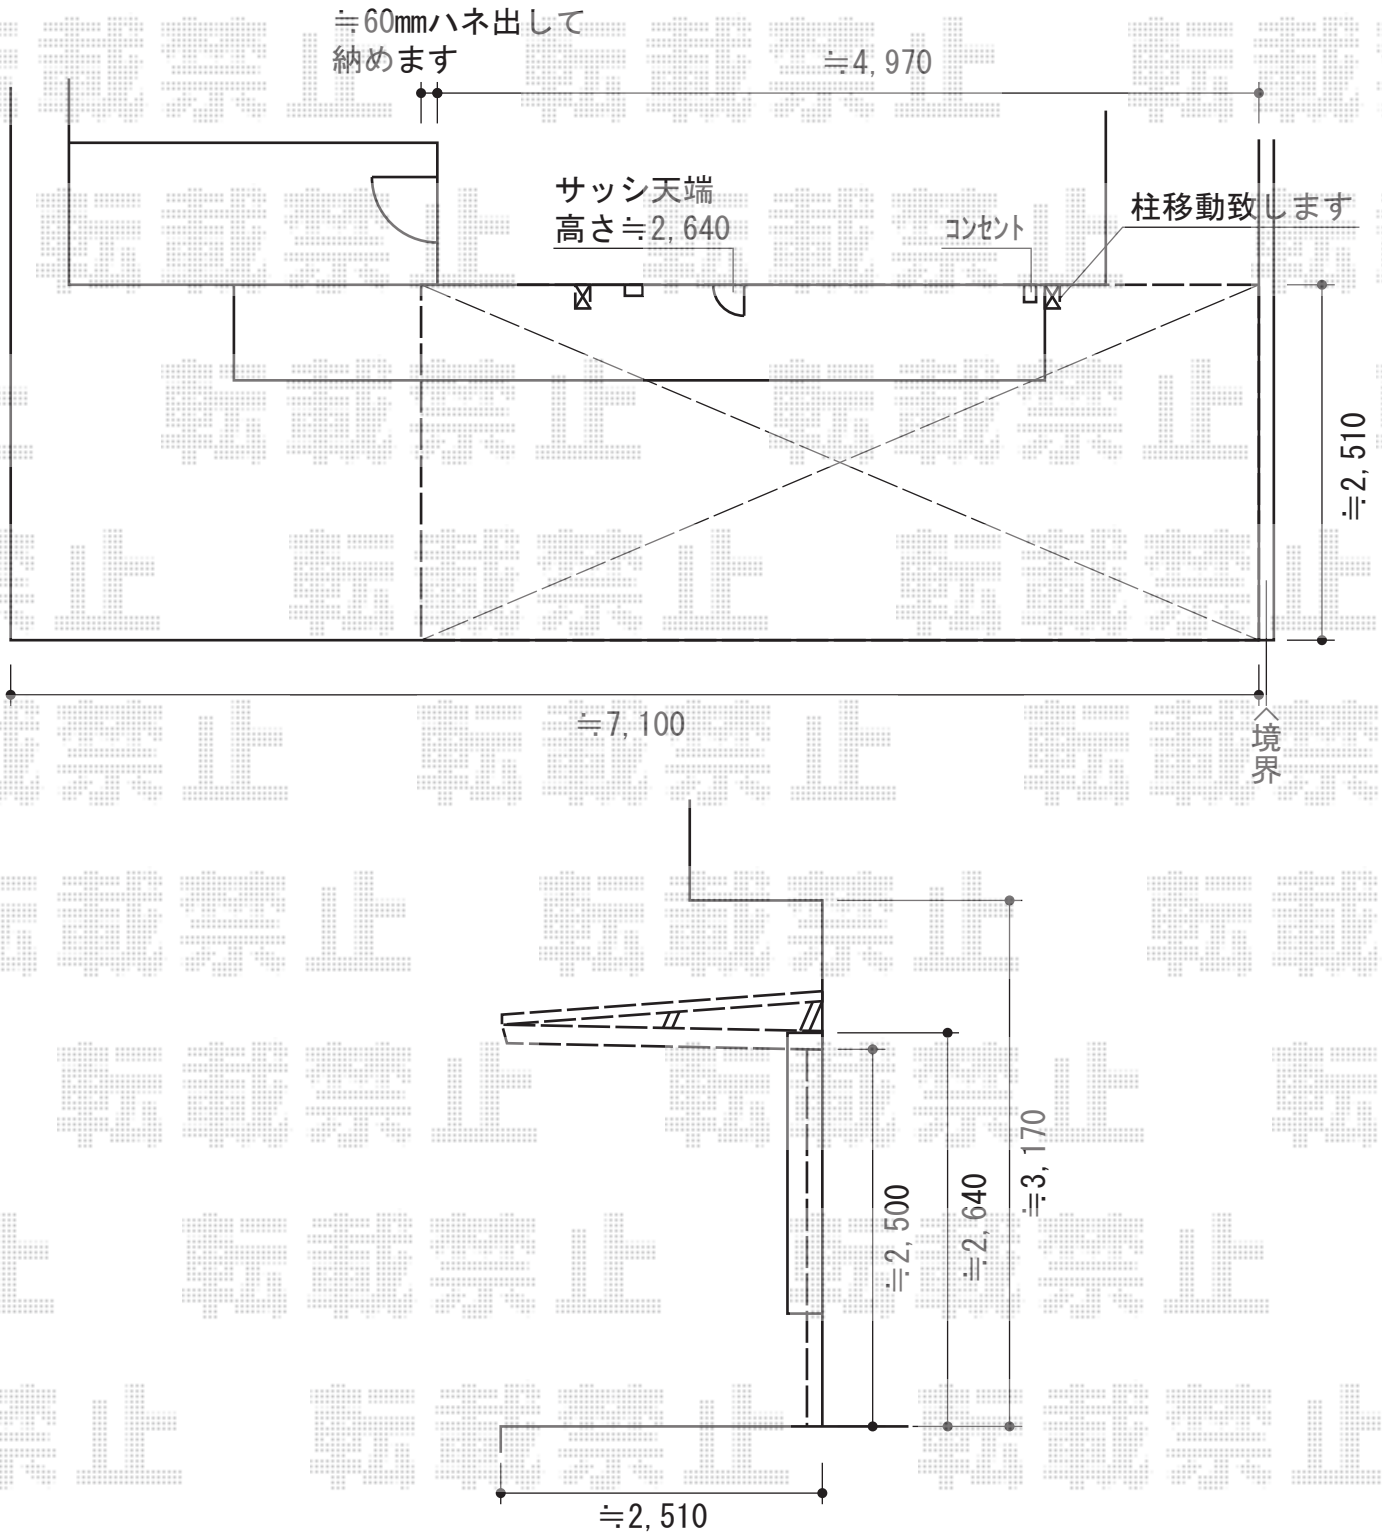 ≒60mmハネ出して
納めます
≒4,970
サッシ天端
高さ≒2,640
コンセント
柱移動致します
≒2,510
≒7,100
境界
≒2,500
≒2,640
≒3,170
≒2,510
転載禁止